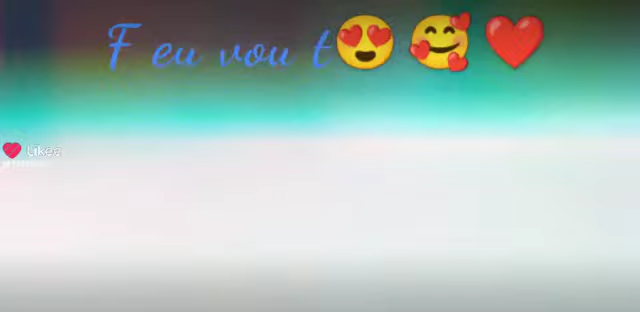 F eu vou t😍 🥰 ❤️
Likee